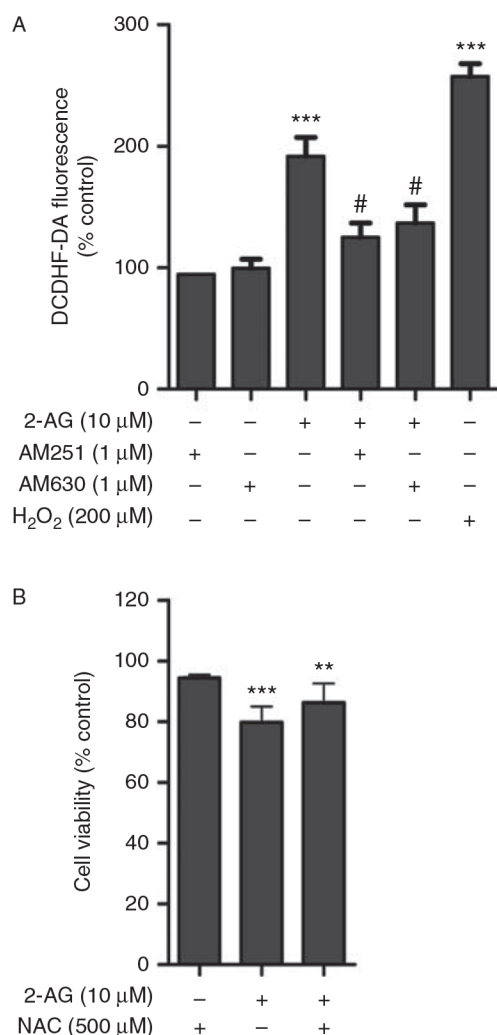 A
300
200
100
0
DCDHF-DA fluorescence
(% control)
***
#
#
***
2-AG (10 μM) – – + + + –
AM251 (1 μM) + – – + – –
AM630 (1 μM) – + – – + –
H₂O₂ (200 μM) – – – – – +
B
120
100
80
60
40
20
0
Cell viability (% control)
***
**
2-AG (10 μM) – + +
NAC (500 μM) + – +